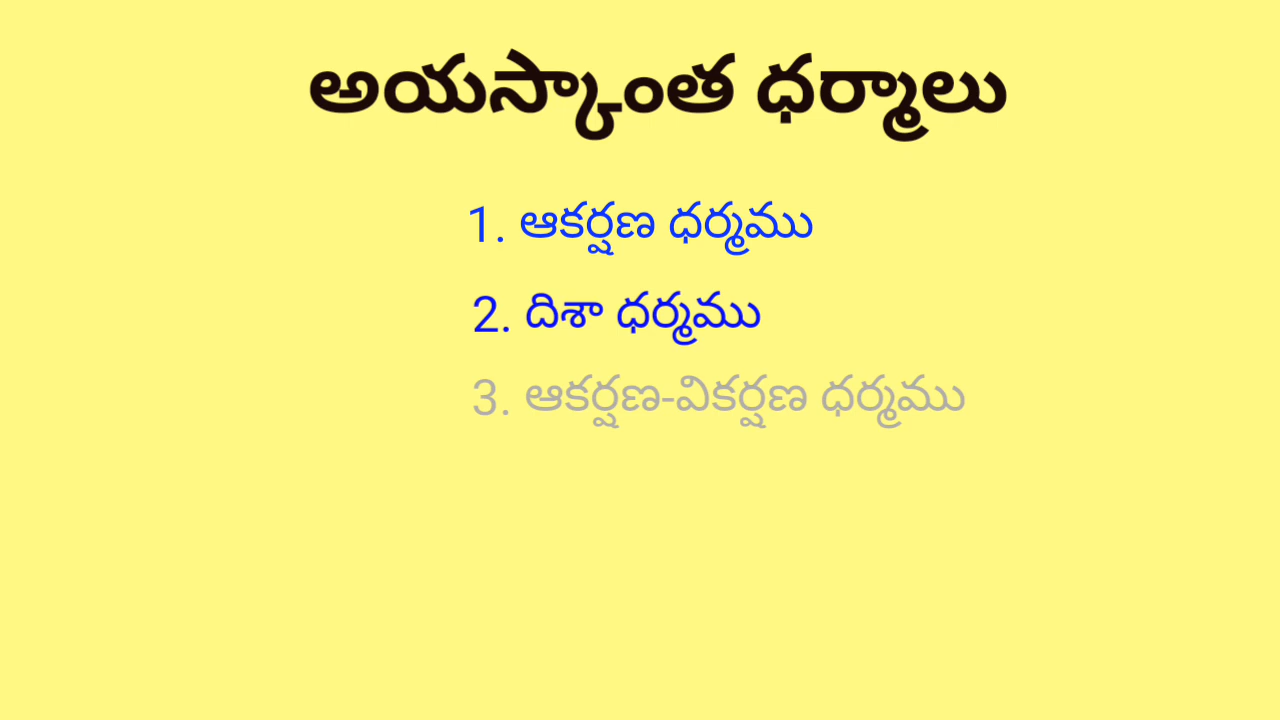 అయస్కాంత ధర్మాలు
1. ఆకర్షణ ధర్మము
2. దిశా ధర్మము
3. ఆకర్షణ-వికర్షణ ధర్మము